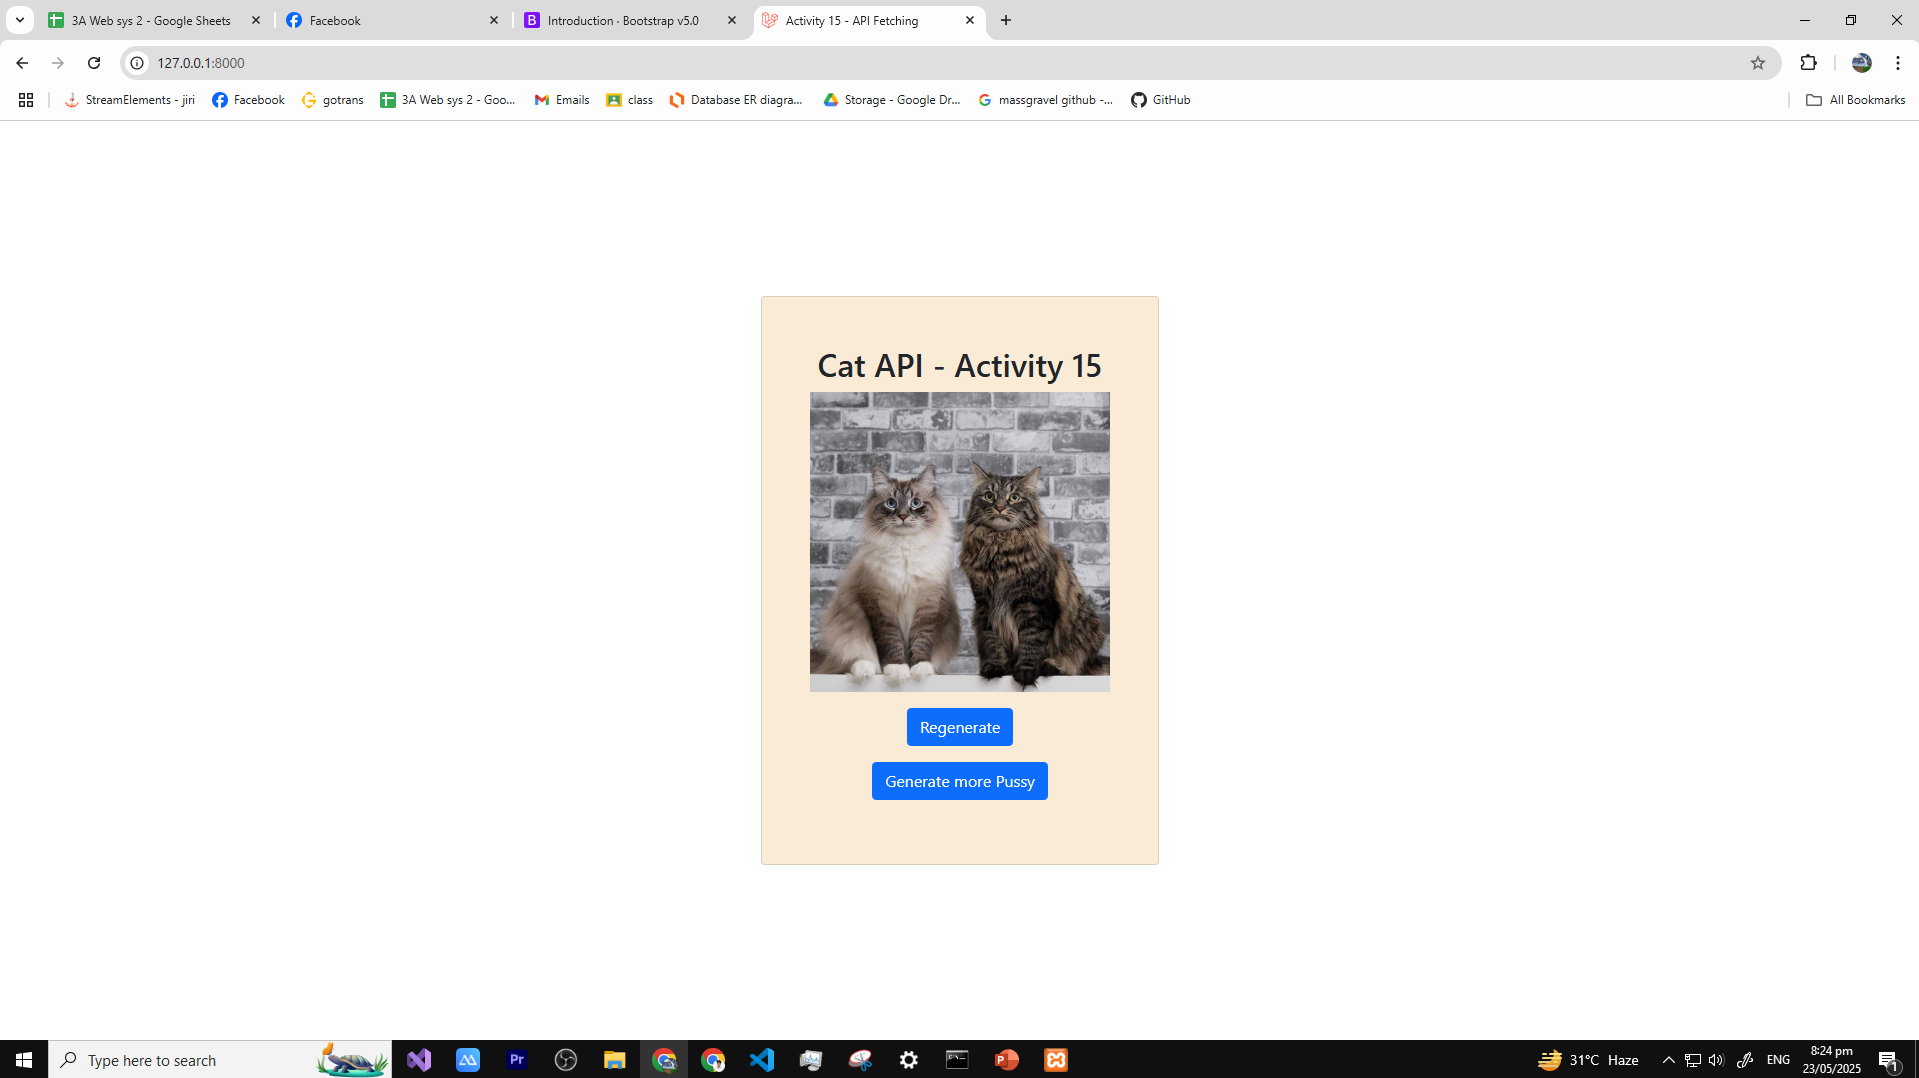 3A Web sys 2 - Google Sheets
Facebook
Introduction · Bootstrap v5.0
Activity 15 - API Fetching
127.0.0.1:8000
StreamElements - jiri
Facebook
gotrans
3A Web sys 2 - Goo...
Emails
class
Database ER diagra...
Storage - Google Dr...
massgravel github -...
GitHub
All Bookmarks
Cat API - Activity 15
Regenerate
Generate more Pussy
Type here to search
Pr
31°C Haze
ENG
8:24 pm
23/05/2025
1